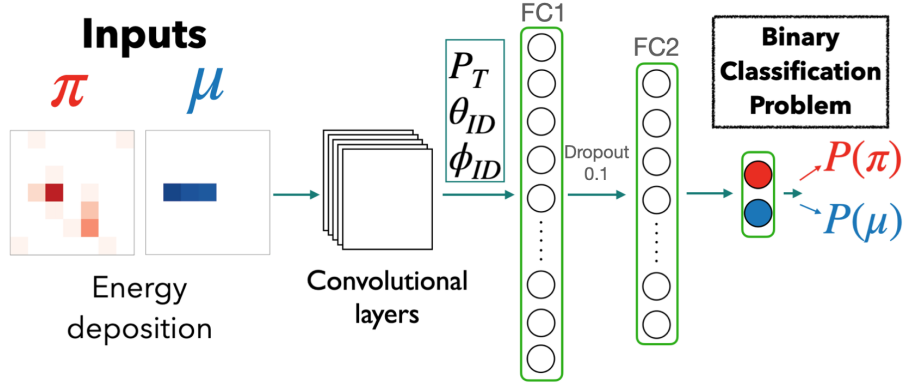 Inputs
π
μ
Energy
deposition
Convolutional
layers
P_T
θ_ID
ϕ_ID
FC1
Dropout
0.1
FC2
Binary
Classification
Problem
P(π)
P(μ)